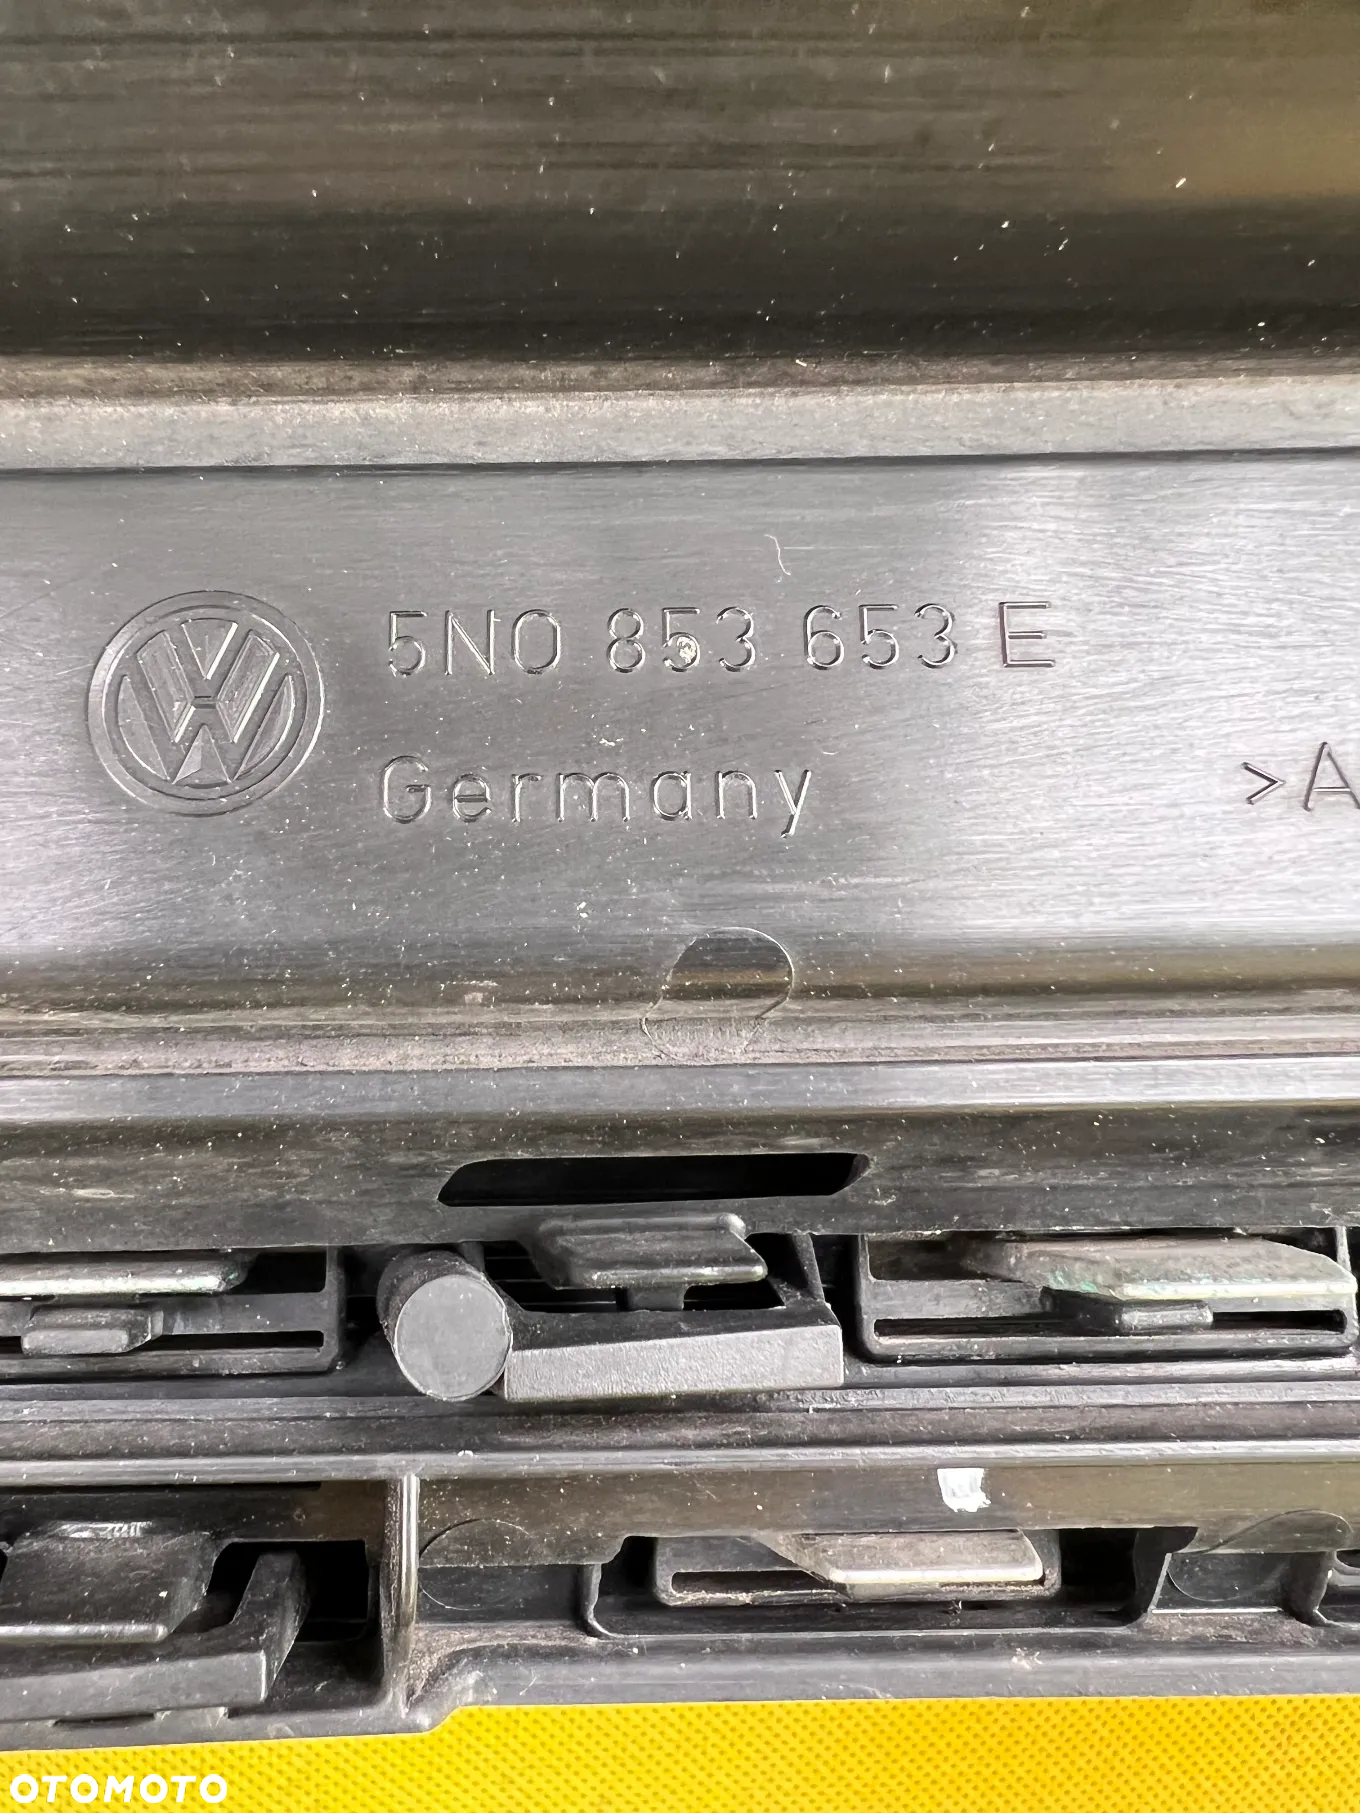 5N0 853 653 E
Germany
>A
OTOMOTO